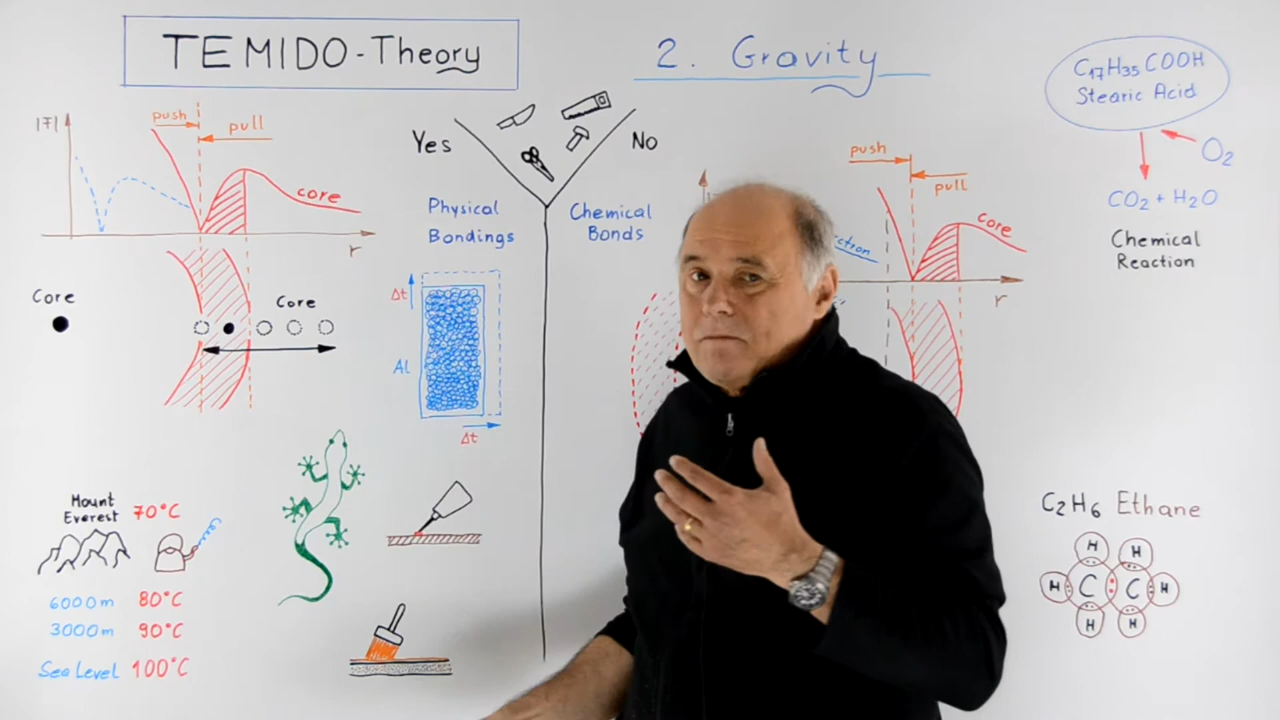 TEMIDO-Theory
2. Gravity
C17H35COOH
Stearic Acid
O2
CO2 + H2O
Chemical
Reaction
|F|
push
pull
core
r
Core
Core
Yes
No
Physical
Bondings
Chemical
Bonds
Δt
Al
Δt
push
pull
core
r
Mount
Everest 70°C
6000m 80°C
3000m 90°C
Sea Level 100°C
C2H6 Ethane
H H
H C C H
H H